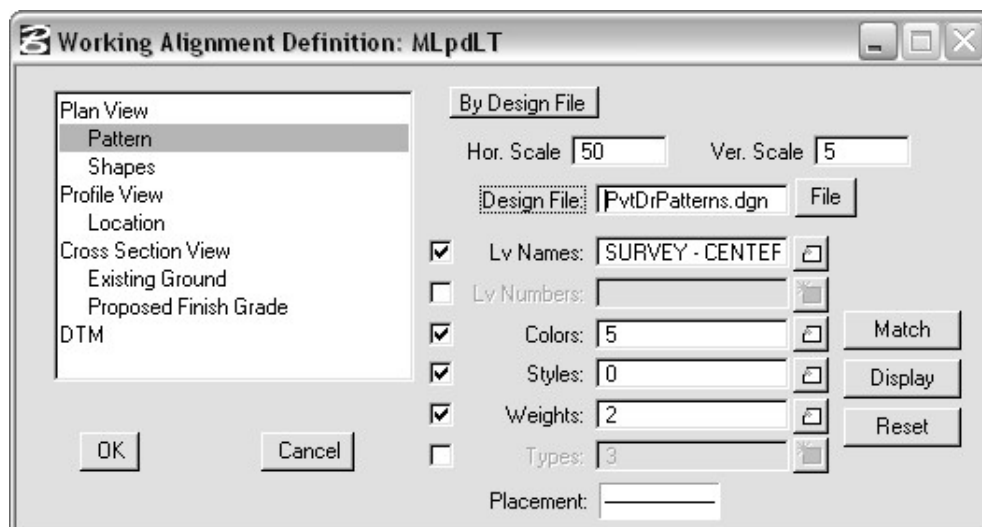 Working Alignment Definition: MLpdLT
Plan View
Pattern
Shapes
Profile View
Location
Cross Section View
Existing Ground
Proposed Finish Grade
DTM
OK
Cancel
By Design File
Hor. Scale 50 Ver. Scale 5
Design File: PvtDrPatterns.dgn File
Lv Names: SURVEY - CENTER
Lv Numbers:
Colors: 5
Styles: 0
Weights: 2
Types: 3
Placement:
Match
Display
Reset